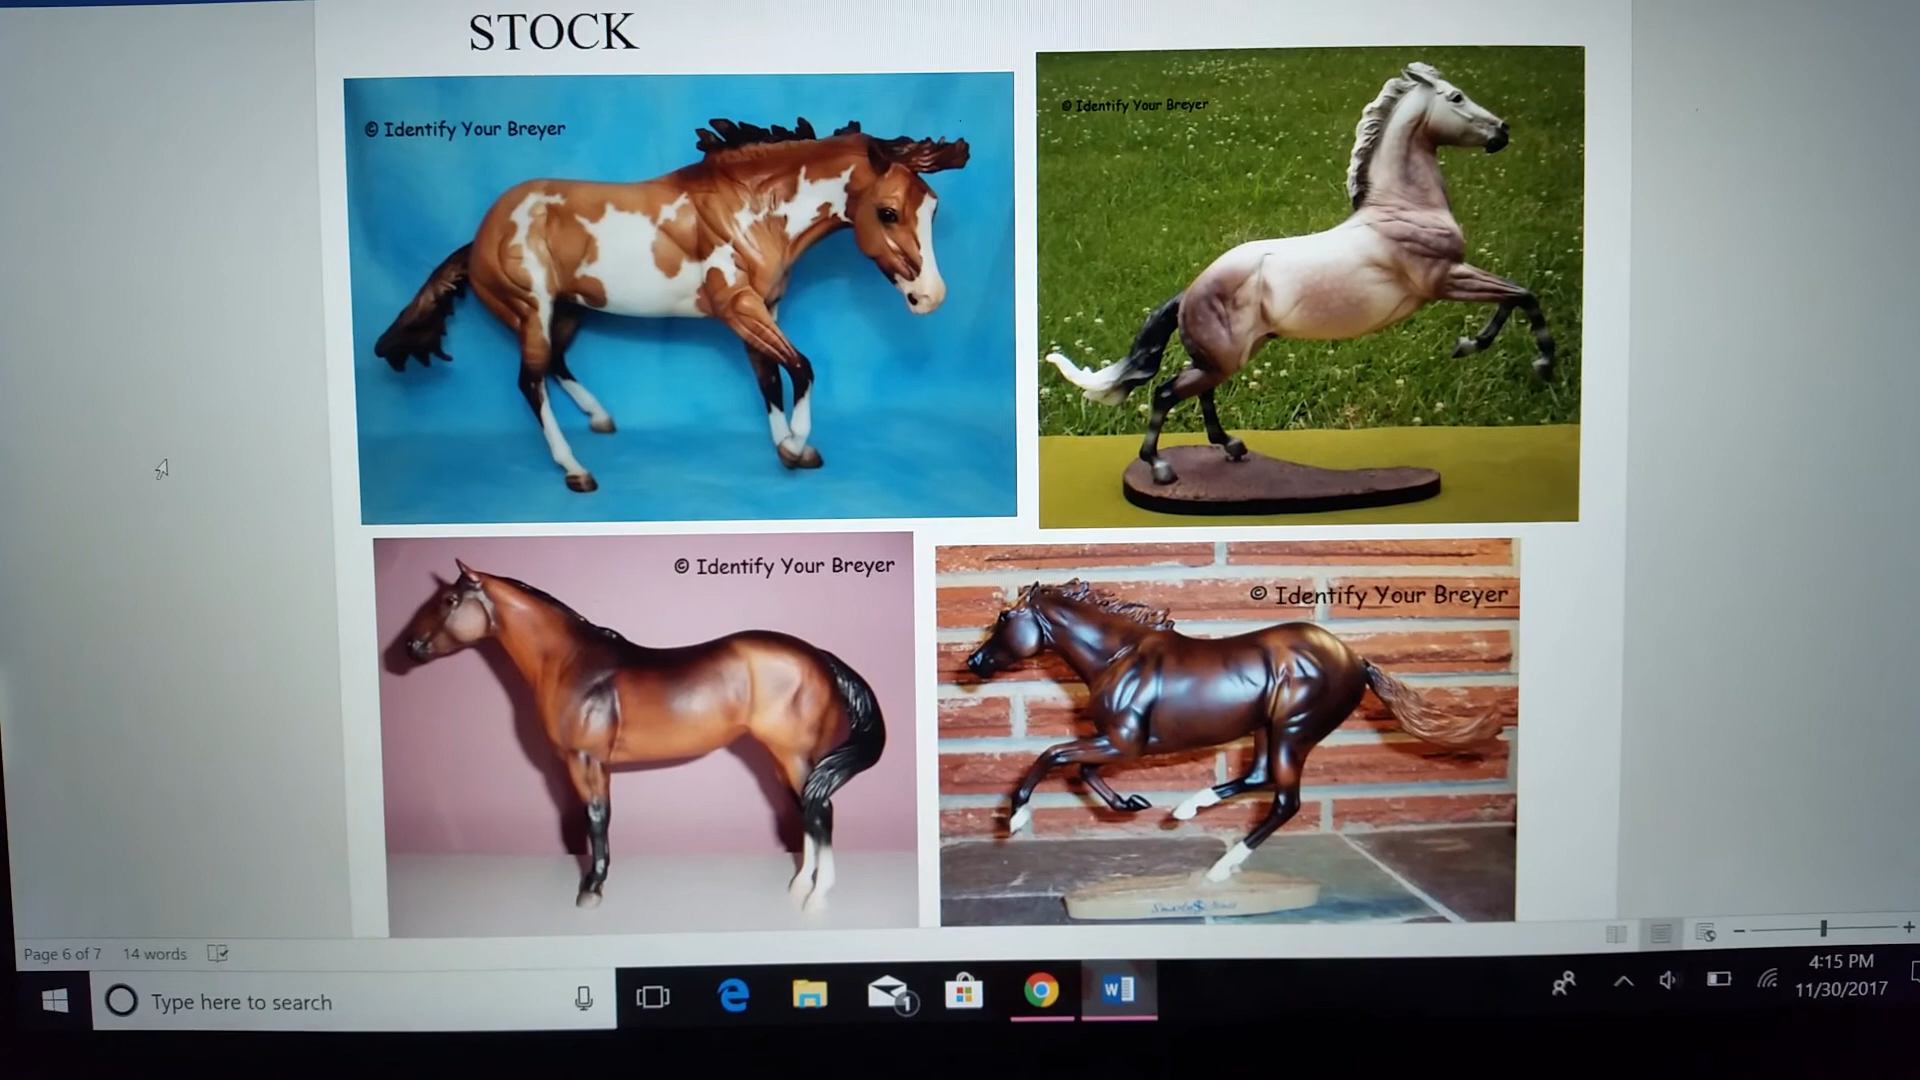 STOCK
© Identify Your Breyer
© Identify Your Breyer
© Identify Your Breyer
© Identify Your Breyer
Page 6 of 7 14 words
Type here to search
1
W
4:15 PM
11/30/2017